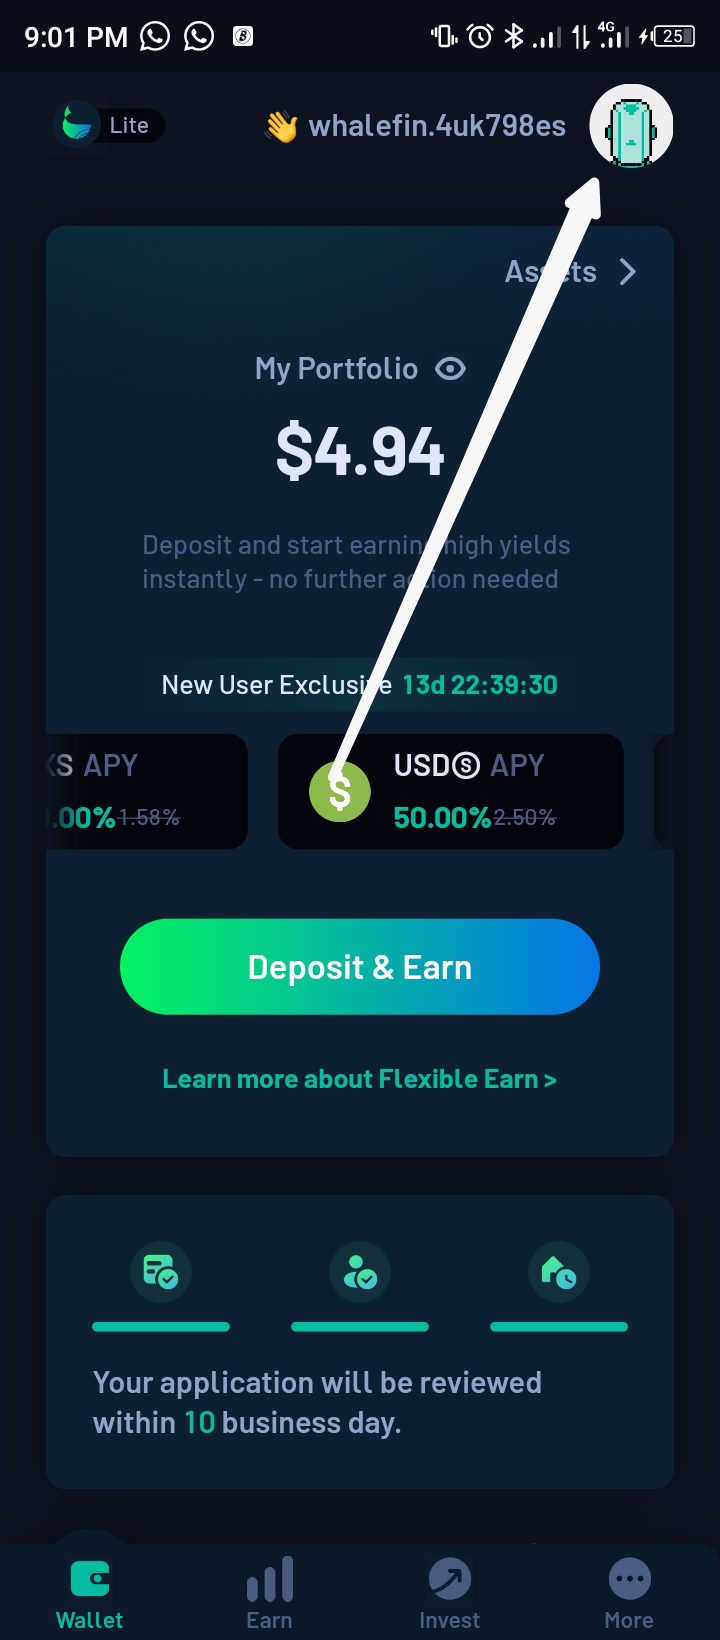 9:01 PM
4G
25
Lite
👋 whalefin.4uk798es
Assets >
My Portfolio
$4.94
Deposit and start earning high yields
instantly - no further action needed
New User Exclusive 13d 22:39:30
APY
.00% 1.58%
$
USDⓈ APY
50.00% 2.50%
Deposit & Earn
Learn more about Flexible Earn >
Your application will be reviewed
within 10 business day.
Wallet
Earn
Invest
More